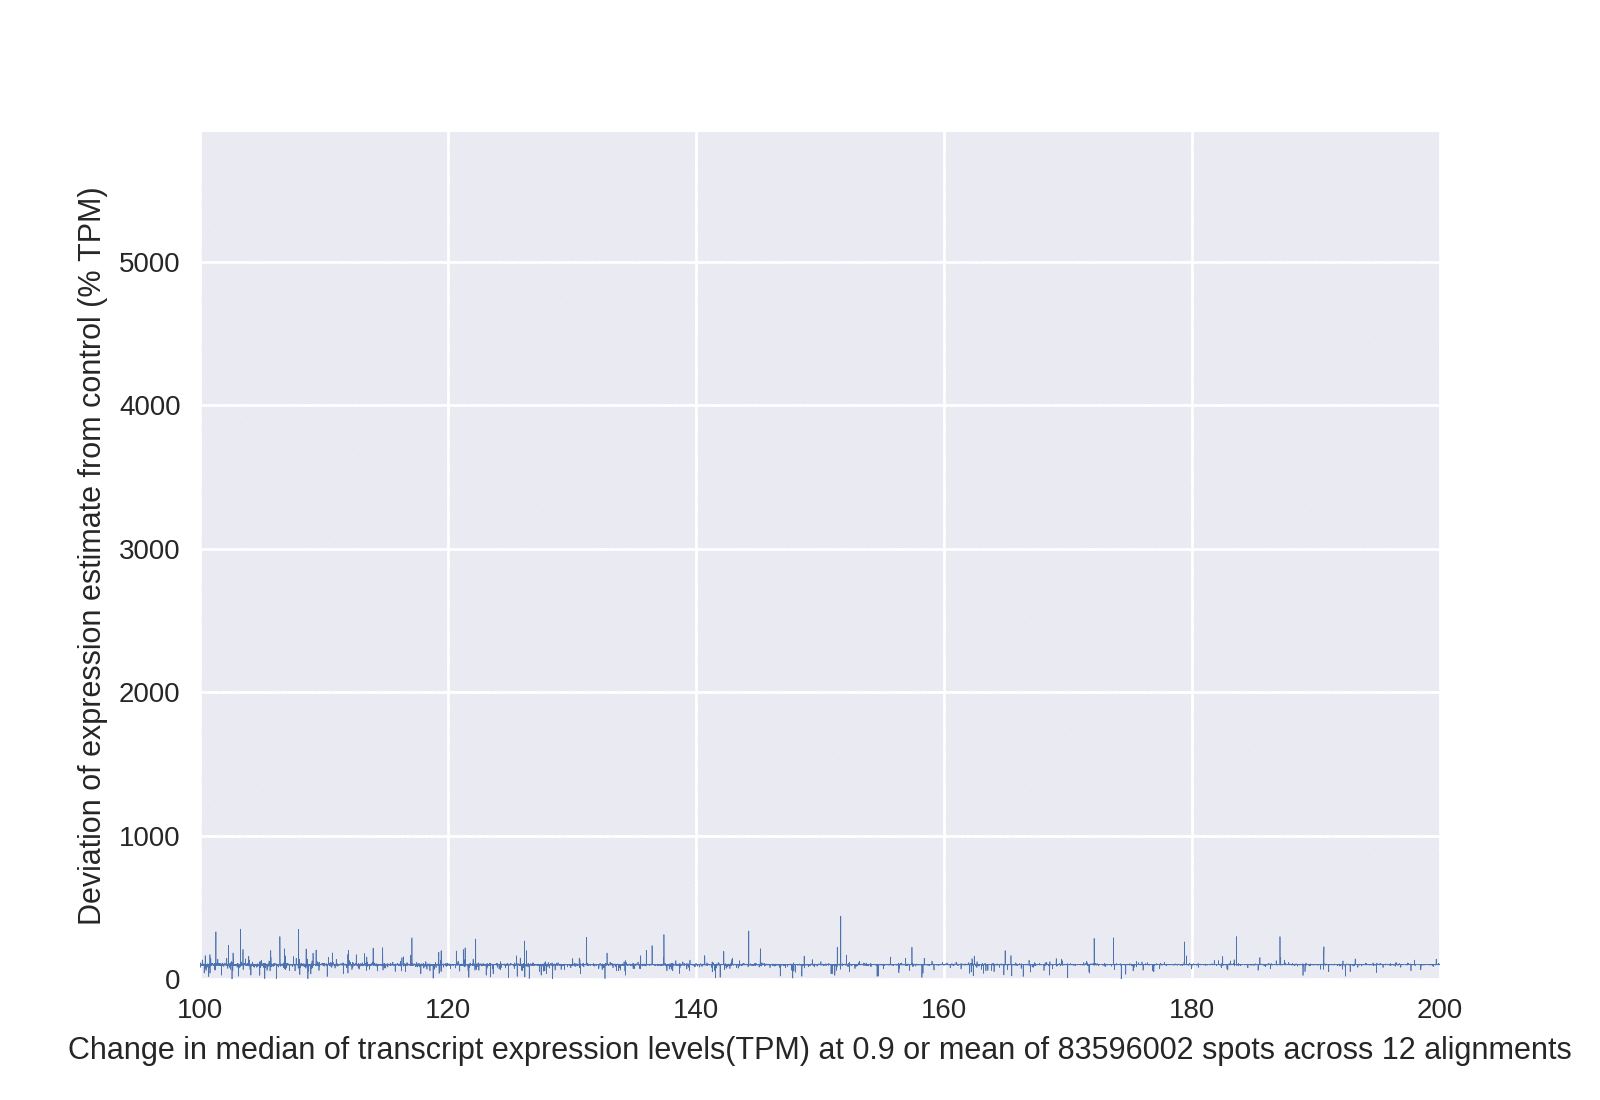 Deviation of expression estimate from control (% TPM)
5000
4000
3000
2000
1000
0
100 120 140 160 180 200
Change in median of transcript expression levels(TPM) at 0.9 or mean of 83596002 spots across 12 alignments